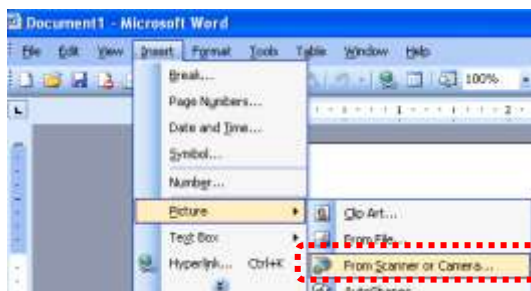 Document1 - Microsoft Word
File Edit View Insert Format Tools Table Window Help
100%
Break...
Page Numbers...
Date and Time...
Symbol...
Number...
Picture
Text Box
Hyperlink... Ctrl+K
Clip Art...
From File...
From Scanner or Camera...
AutoShapes